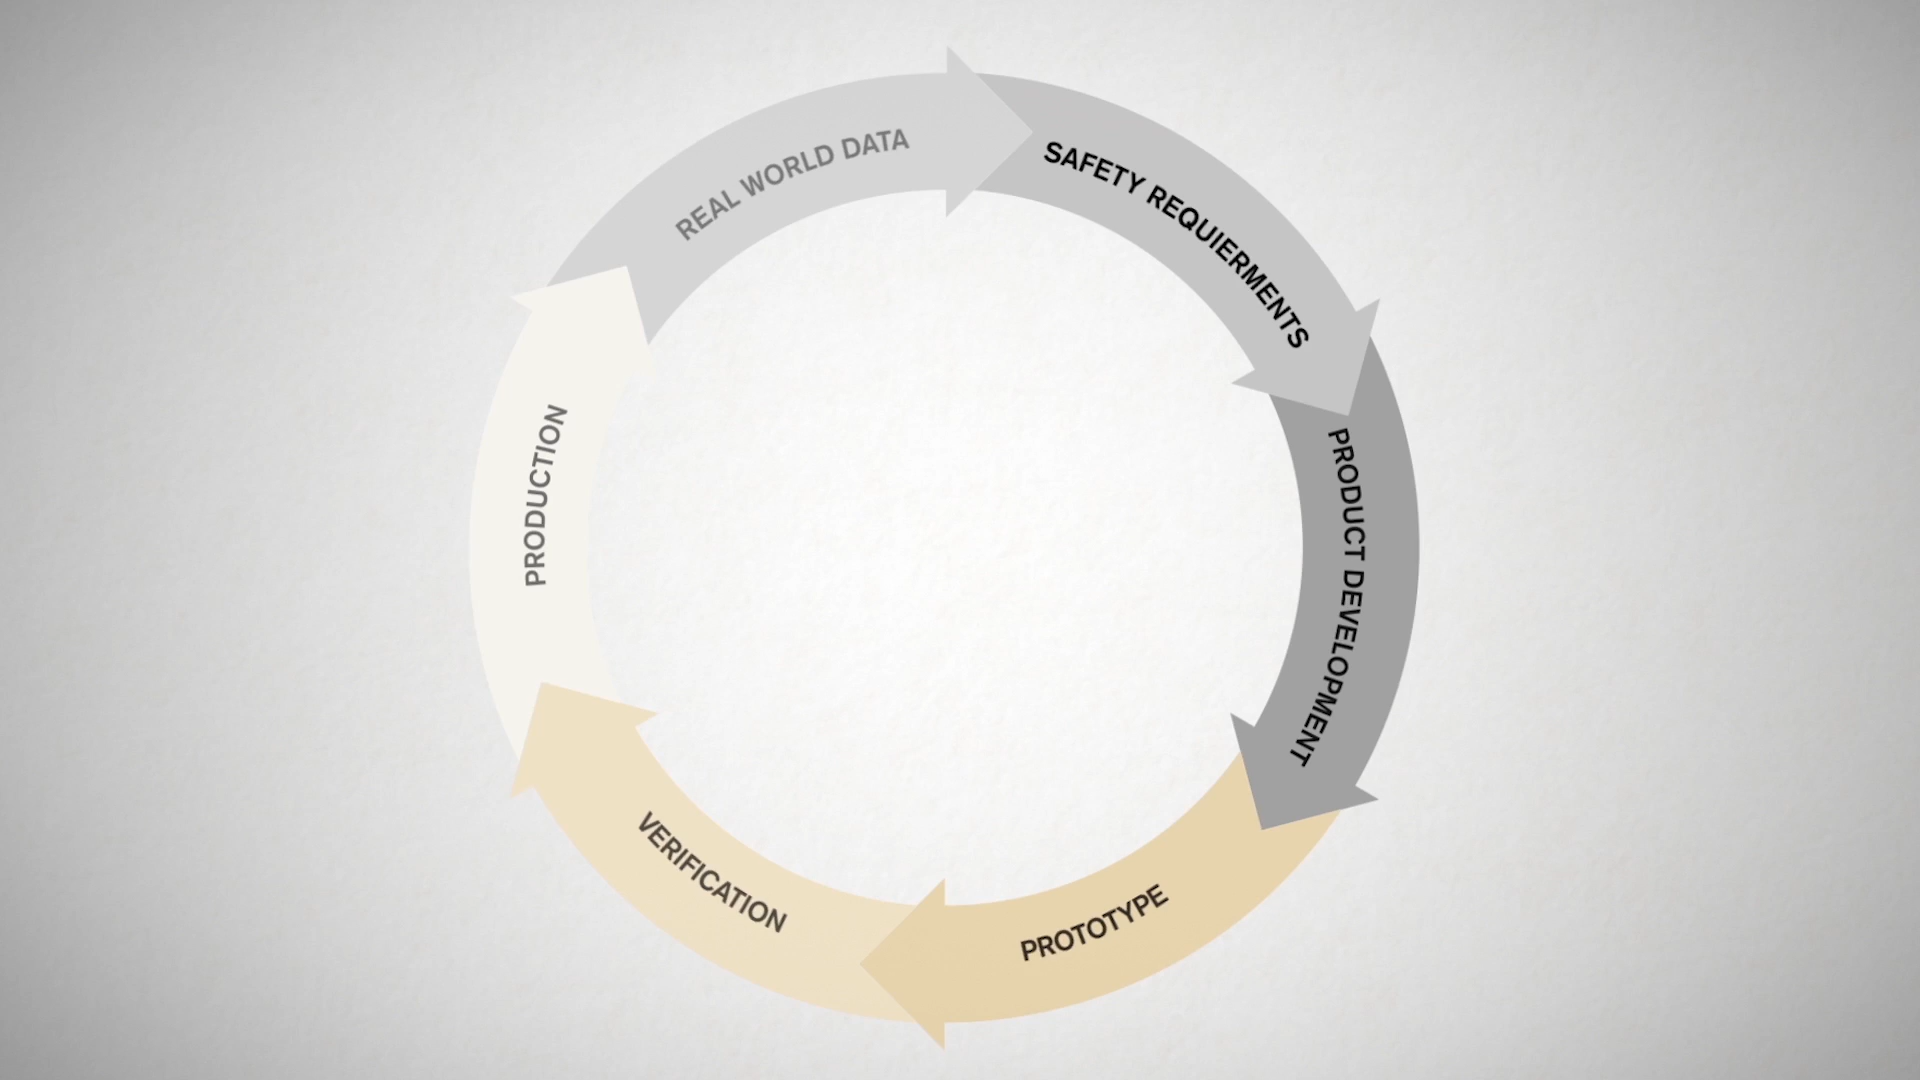 REAL WORLD DATA
SAFETY REQUIERMENTS
PRODUCT DEVELOPMENT
PROTOTYPE
VERIFICATION
PRODUCTION